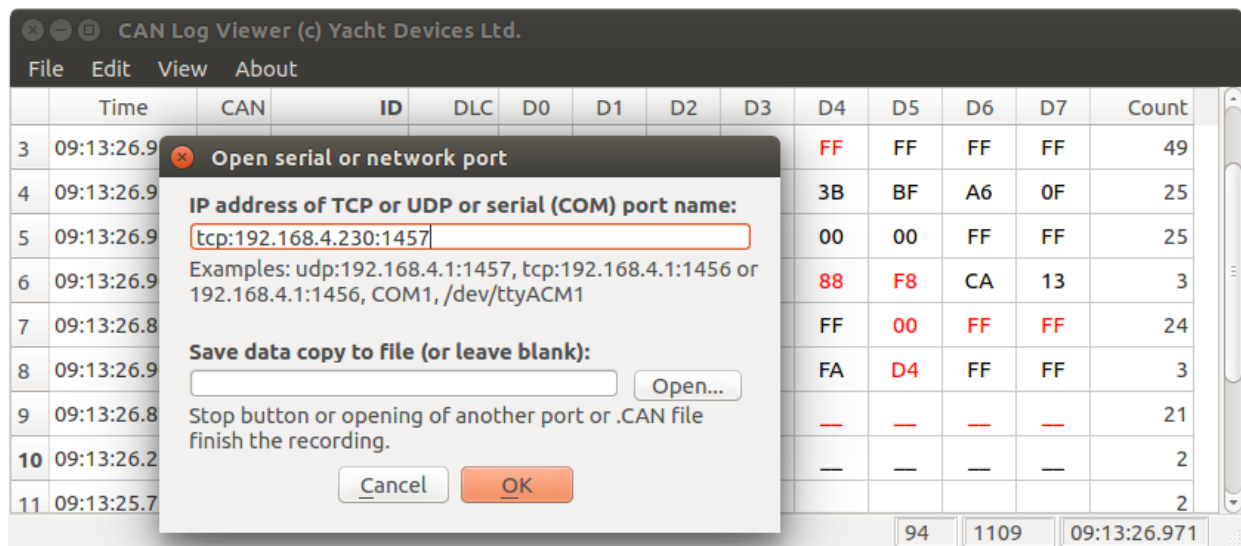 CAN Log Viewer (c) Yacht Devices Ltd.
File Edit View About
Time CAN ID DLC D0 D1 D2 D3 D4 D5 D6 D7 Count
3 09:13:26.9 FF FF FF FF 49
4 09:13:26.9 3B BF A6 0F 25
5 09:13:26.9 00 00 FF FF 25
6 09:13:26.9 88 F8 CA 13 3
7 09:13:26.8 FF 00 FF FF 24
8 09:13:26.9 FA D4 FF FF 3
9 09:13:26.8 __ __ __ __ 21
10 09:13:26.2 __ __ __ __ 2
11 09:13:25.7 2
Open serial or network port
IP address of TCP or UDP or serial (COM) port name:
tcp:192.168.4.230:1457
Examples: udp:192.168.4.1:1457, tcp:192.168.4.1:1456 or
192.168.4.1:1456, COM1, /dev/ttyACM1
Save data copy to file (or leave blank):
Open...
Stop button or opening of another port or .CAN file
finish the recording.
Cancel OK
94 1109 09:13:26.971